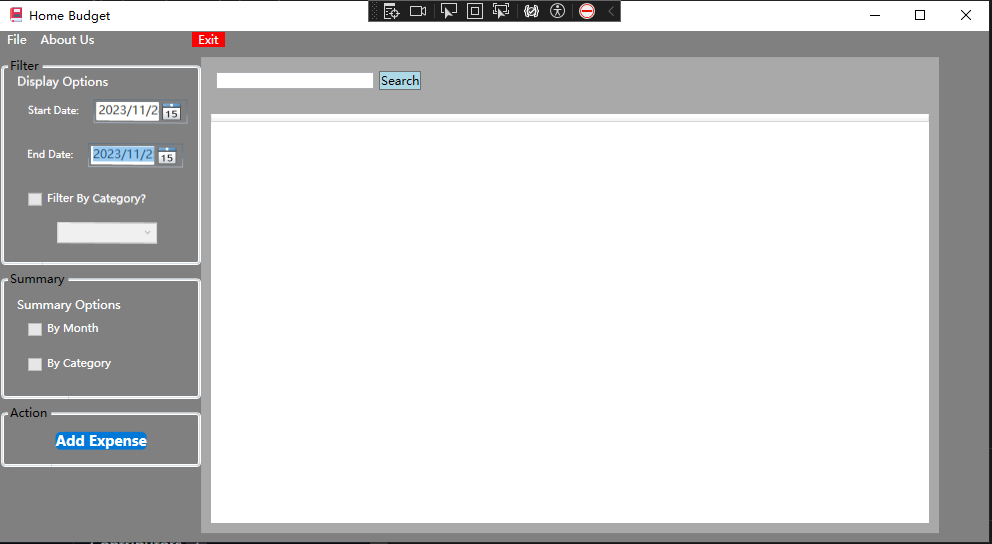 Home Budget
File About Us Exit
Filter
Display Options
Start Date: 2023/11/2 15
End Date: 2023/11/2 15
Filter By Category?
Search
Summary
Summary Options
By Month
By Category
Action
Add Expense